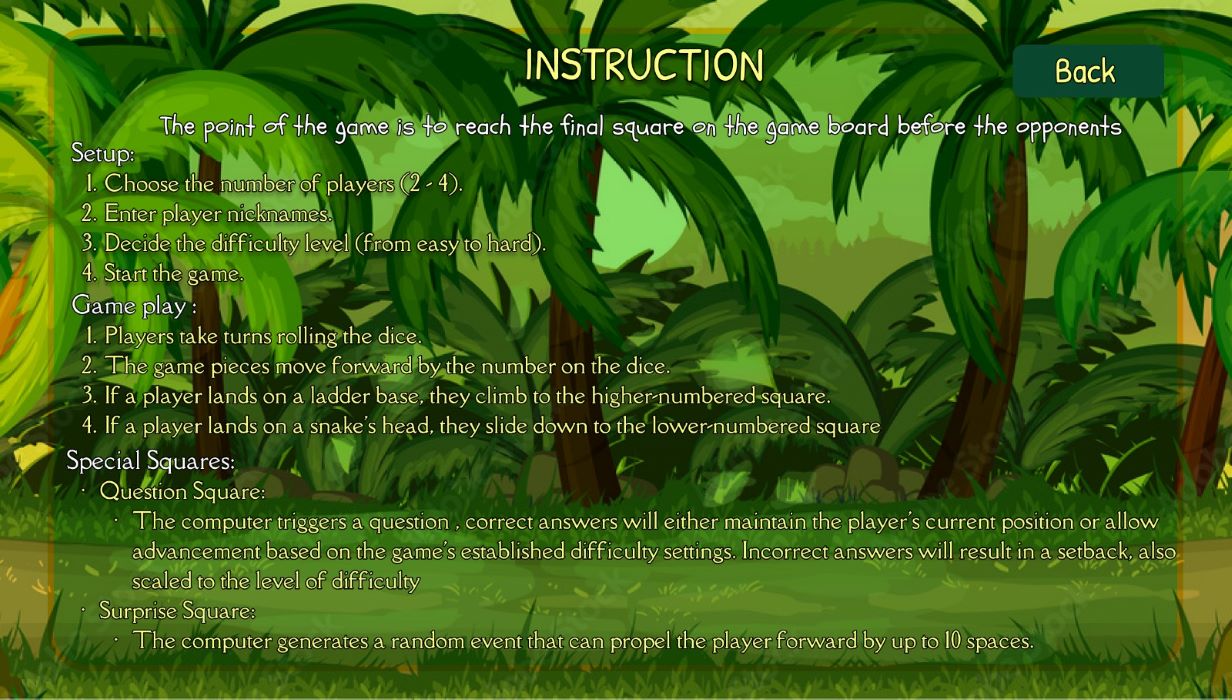 INSTRUCTION
Back
The point of the game is to reach the final square on the game board before the opponents
Setup:
1. Choose the number of players (2 - 4).
2. Enter player nicknames.
3. Decide the difficulty level (from easy to hard).
4. Start the game.
Game play :
1. Players take turns rolling the dice.
2. The game pieces move forward by the number on the dice.
3. If a player lands on a ladder base, they climb to the higher-numbered square.
4. If a player lands on a snake's head, they slide down to the lower-numbered square
Special Squares:
· Question Square:
· The computer triggers a question , correct answers will either maintain the player's current position or allow
advancement based on the game's established difficulty settings. Incorrect answers will result in a setback, also
scaled to the level of difficulty
· Surprise Square:
· The computer generates a random event that can propel the player forward by up to 10 spaces.